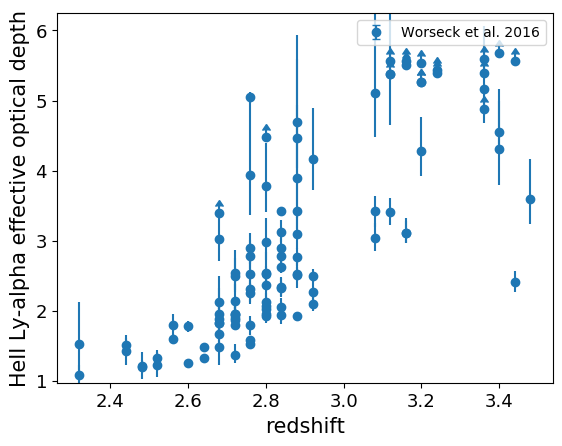 Worseck et al. 2016
HeII Ly-alpha effective optical depth
6
5
4
3
2
1
2.4 2.6 2.8 3.0 3.2 3.4
redshift